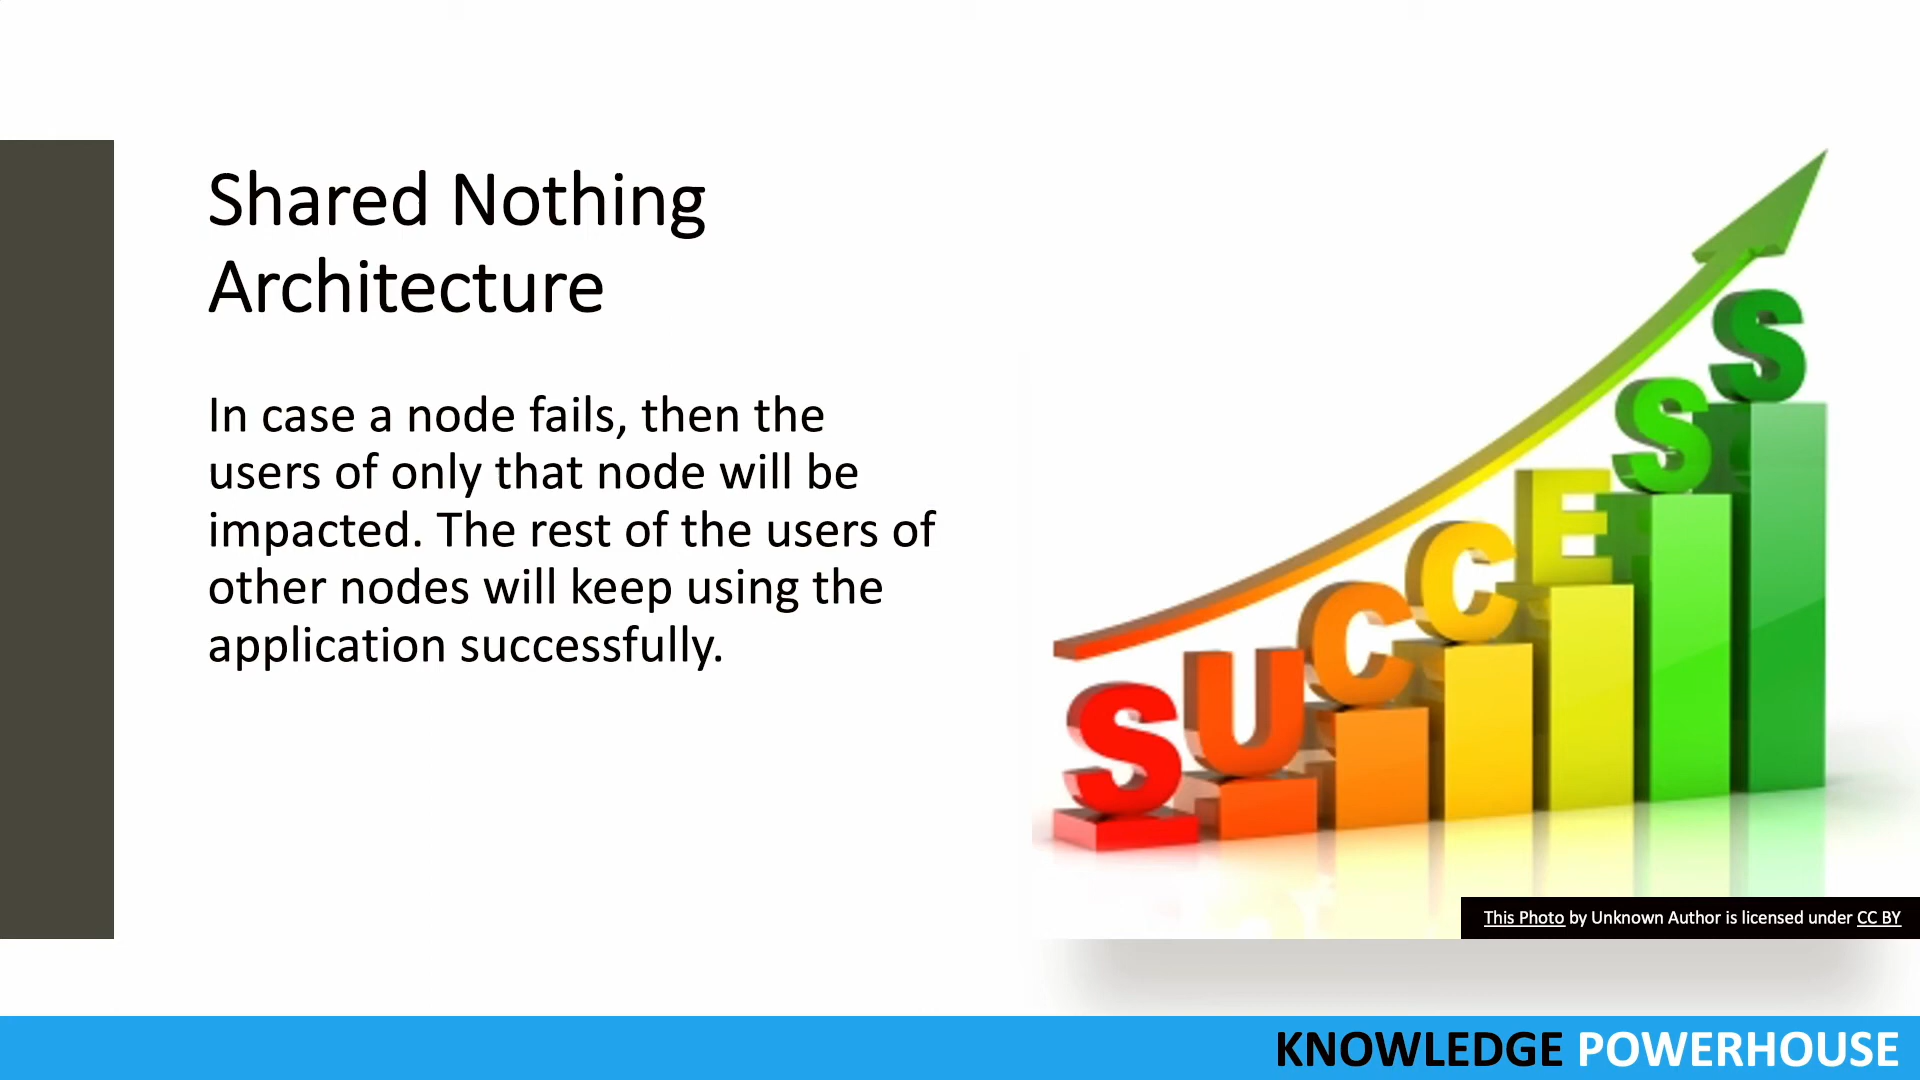 Shared Nothing
Architecture
In case a node fails, then the
users of only that node will be
impacted. The rest of the users of
other nodes will keep using the
application successfully.
SUCCESS
This Photo by Unknown Author is licensed under CC BY
KNOWLEDGE POWERHOUSE